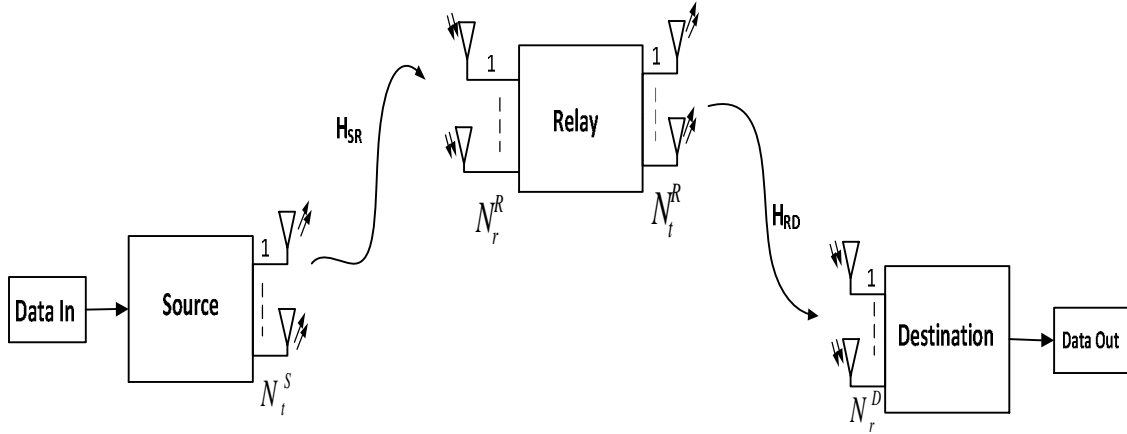 Data In
Source
1
N_t^S
H_SR
1
N_r^R
Relay
1
N_t^R
H_RD
1
N_r^D
Destination
Data Out